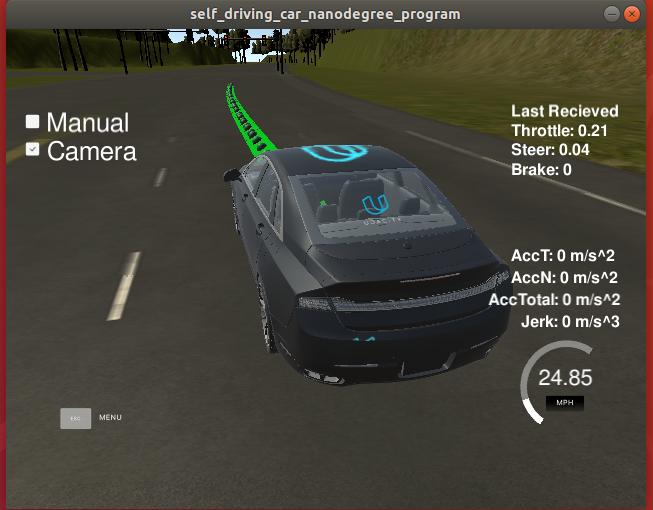 self_driving_car_nanodegree_program
Manual
Camera
Last Recieved
Throttle: 0.21
Steer: 0.04
Brake: 0
UDACITY
AccT: 0 m/s^2
AccN: 0 m/s^2
AccTotal: 0 m/s^2
Jerk: 0 m/s^3
24.85
MPH
ESC
MENU